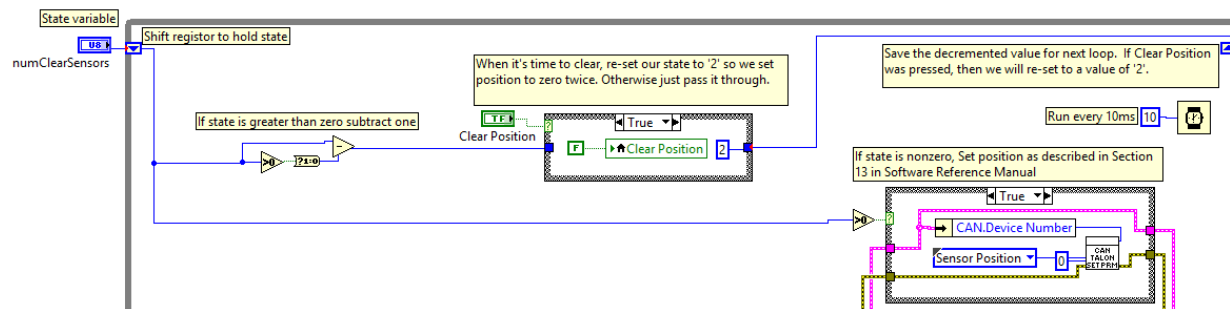 State variable
U8
numClearSensors
Shift registor to hold state
When it's time to clear, re-set our state to '2' so we set
position to zero twice. Otherwise just pass it through.
Save the decremented value for next loop. If Clear Position
was pressed, then we will re-set to a value of '2'.
If state is greater than zero subtract one
TF
Clear Position
?
True
F
Clear Position
2
Run every 10ms
10
>0
?1:0
-
If state is nonzero, Set position as described in Section
13 in Software Reference Manual
True
>0
?
CAN.Device Number
Sensor Position
0
CAN
TALON
SETPRM